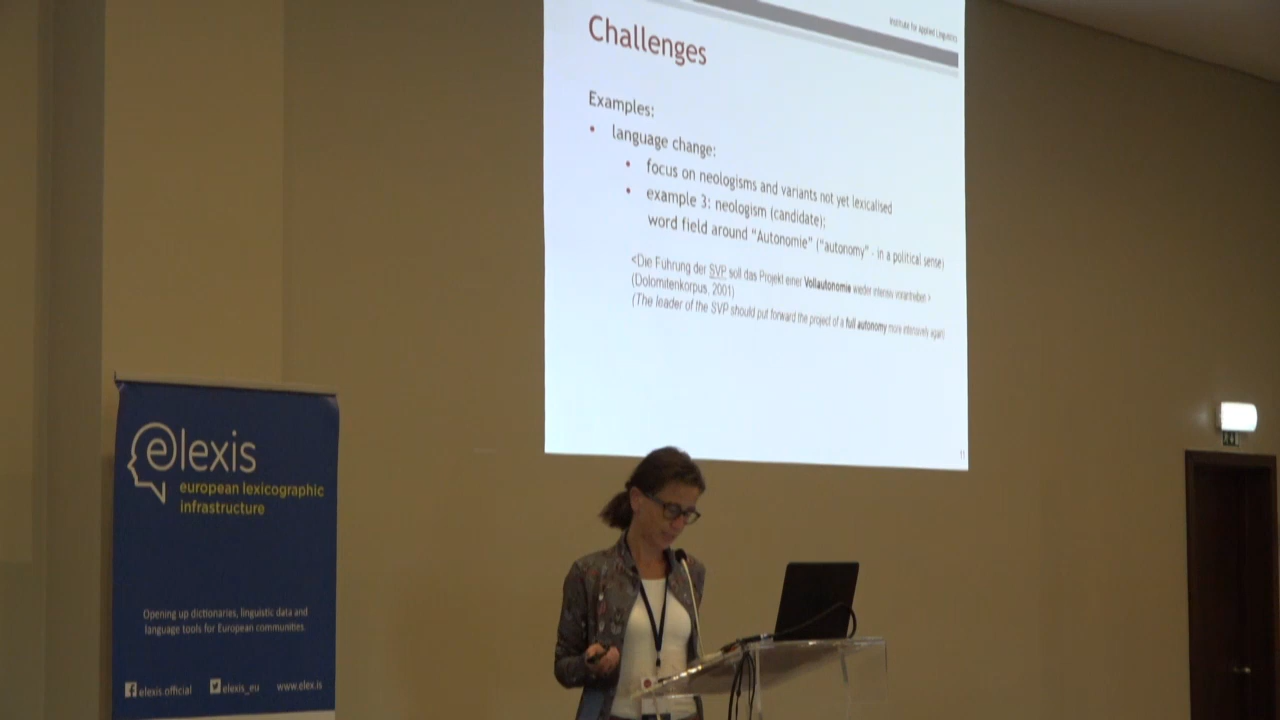 Institute for Applied Linguistics
Challenges
Examples:
• language change:
• focus on neologisms and variants not yet lexicalised
• example 3: neologism (candidate);
word field around “Autonomie” (“autonomy” - in a political sense)
<Die Führung der SVP soll das Projekt einer Vollautonomie wieder intensiv vorantreiben >
(Dolomitenkorpus, 2001)
(The leader of the SVP should put forward the project of a full autonomy more intensively again)
11
elexis
european lexicographic
infrastructure
Opening up dictionaries, linguistic data and
language tools for European communities.
elexis.official elexis_eu www.elex.is